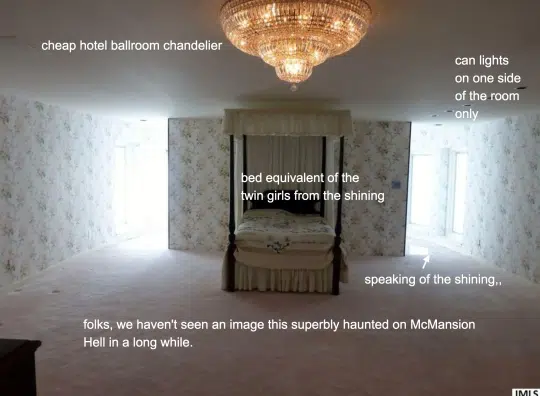 cheap hotel ballroom chandelier
can lights
on one side
of the room
only
bed equivalent of the
twin girls from the shining
speaking of the shining,,
folks, we haven't seen an image this superbly haunted on McMansion
Hell in a long while.
IMLS